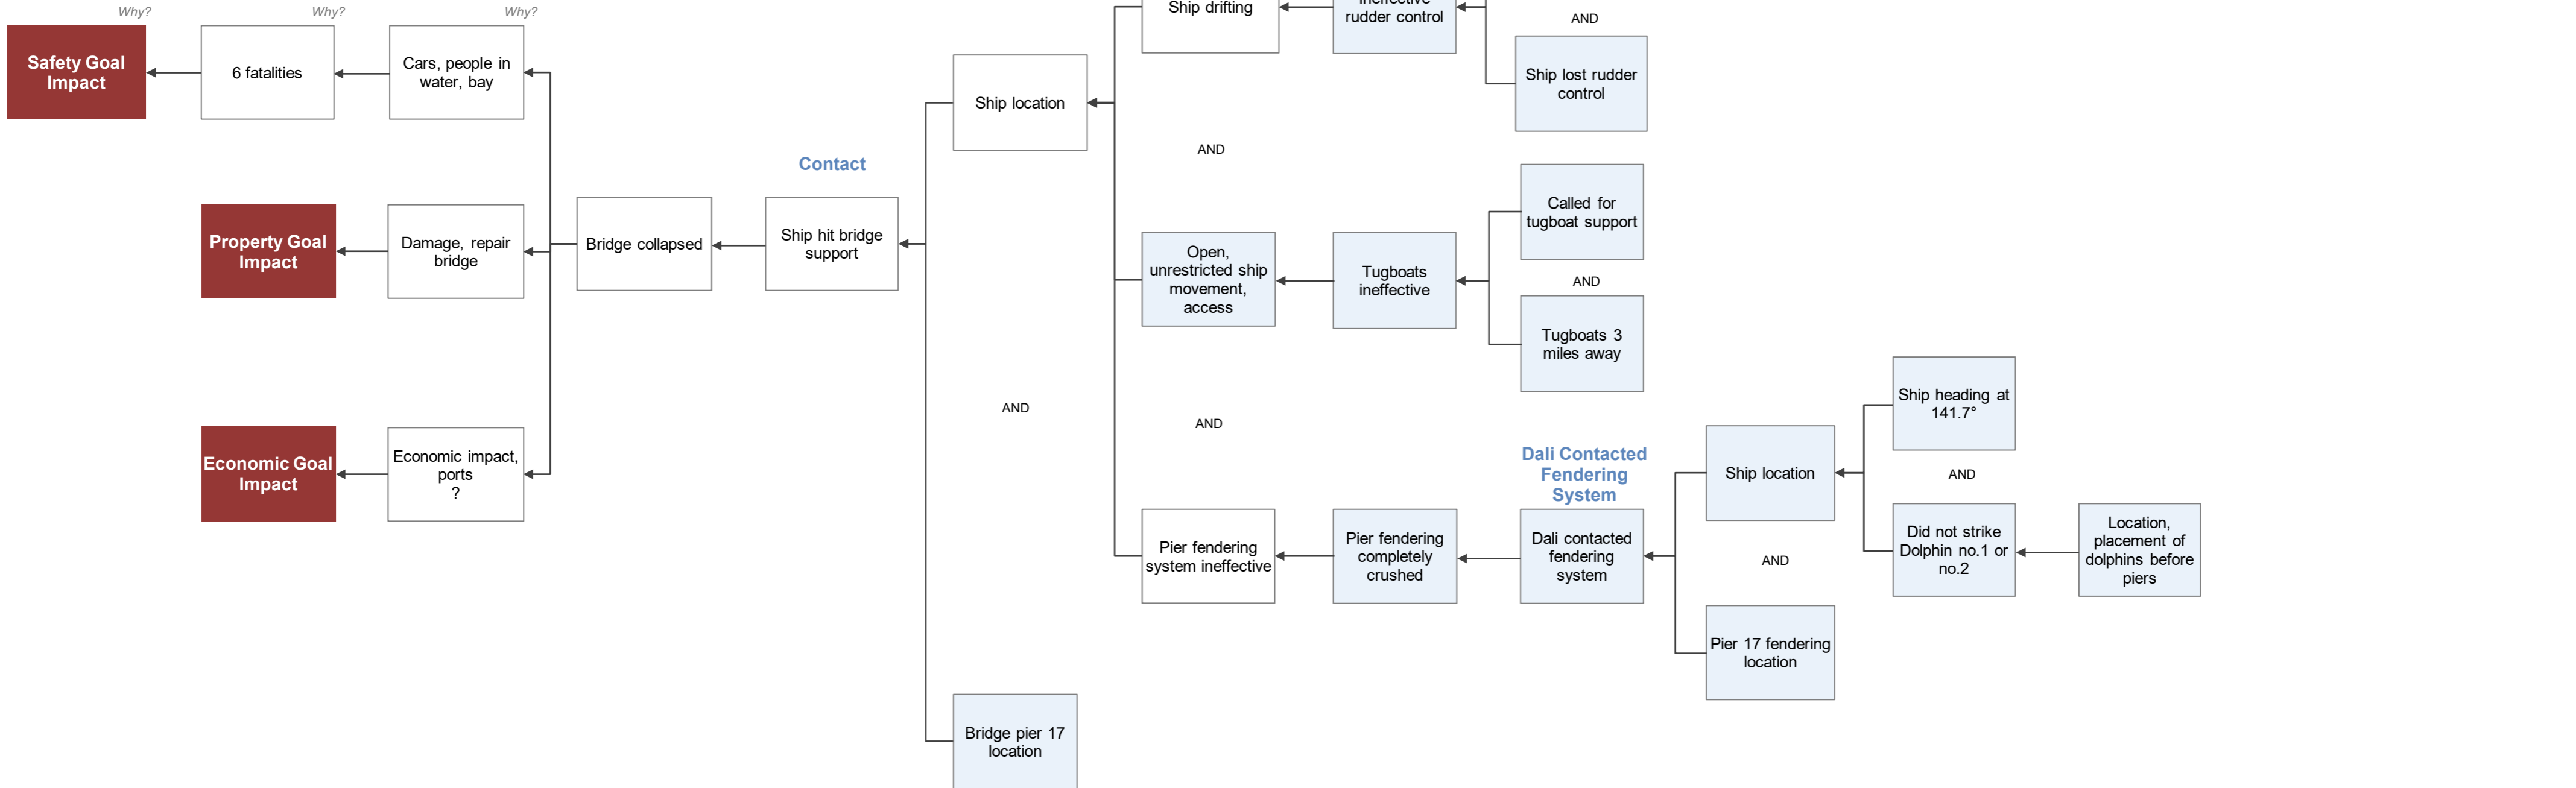 Why?
Why?
Why?
Safety Goal
Impact
6 fatalities
Cars, people in
water, bay
Property Goal
Impact
Damage, repair
bridge
Economic Goal
Impact
Economic impact,
ports
?
Bridge collapsed
Contact
Ship hit bridge
support
Ship location
AND
Bridge pier 17
location
Ship drifting
Ineffective
rudder control
AND
Ship lost rudder
control
AND
Open,
unrestricted ship
movement,
access
Tugboats
ineffective
Called for
tugboat support
AND
Tugboats 3
miles away
AND
Pier fendering
system ineffective
Pier fendering
completely
crushed
Dali Contacted
Fendering
System
Dali contacted
fendering
system
Ship location
AND
Pier 17 fendering
location
Ship heading at
141.7°
AND
Did not strike
Dolphin no.1 or
no.2
Location,
placement of
dolphins before
piers